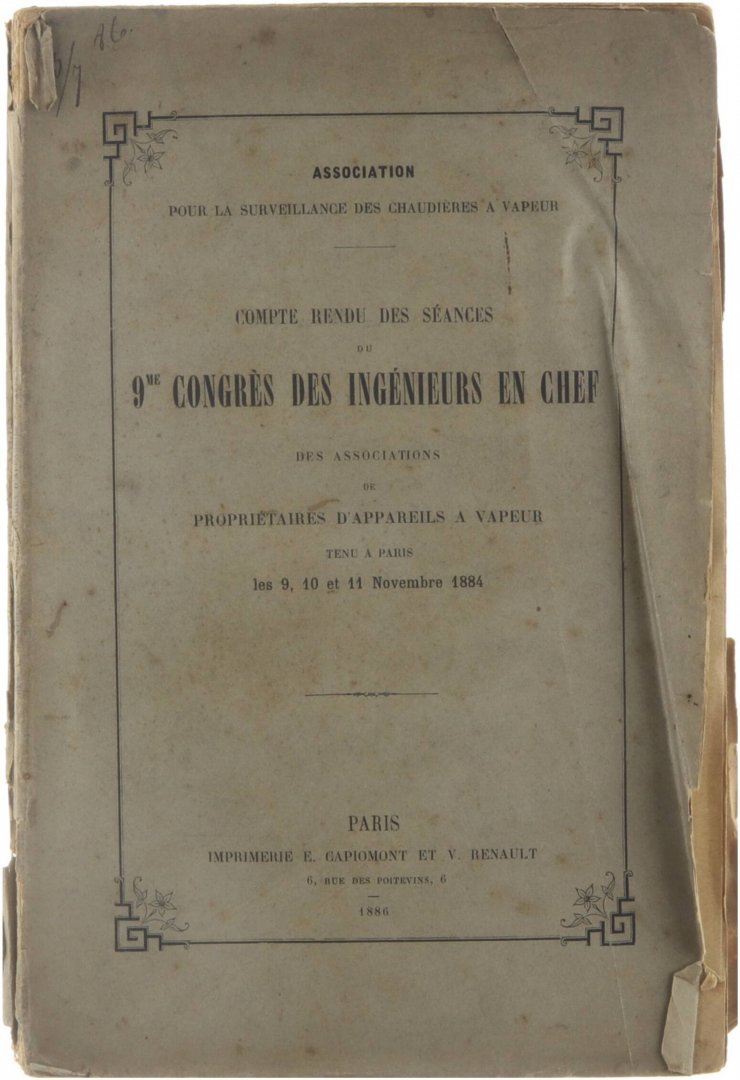 ASSOCIATION
POUR LA SURVEILLANCE DES CHAUDIÈRES A VAPEUR
COMPTE RENDU DES SÉANCES
DU
9ME CONGRÈS DES INGÉNIEURS EN CHEF
DES ASSOCIATIONS
DE
PROPRIÉTAIRES D'APPAREILS A VAPEUR
TENU A PARIS
les 9, 10 et 11 Novembre 1884
PARIS
IMPRIMERIE E. CAPIOMONT ET V. RENAULT
6, RUE DES POITEVINS, 6
1886